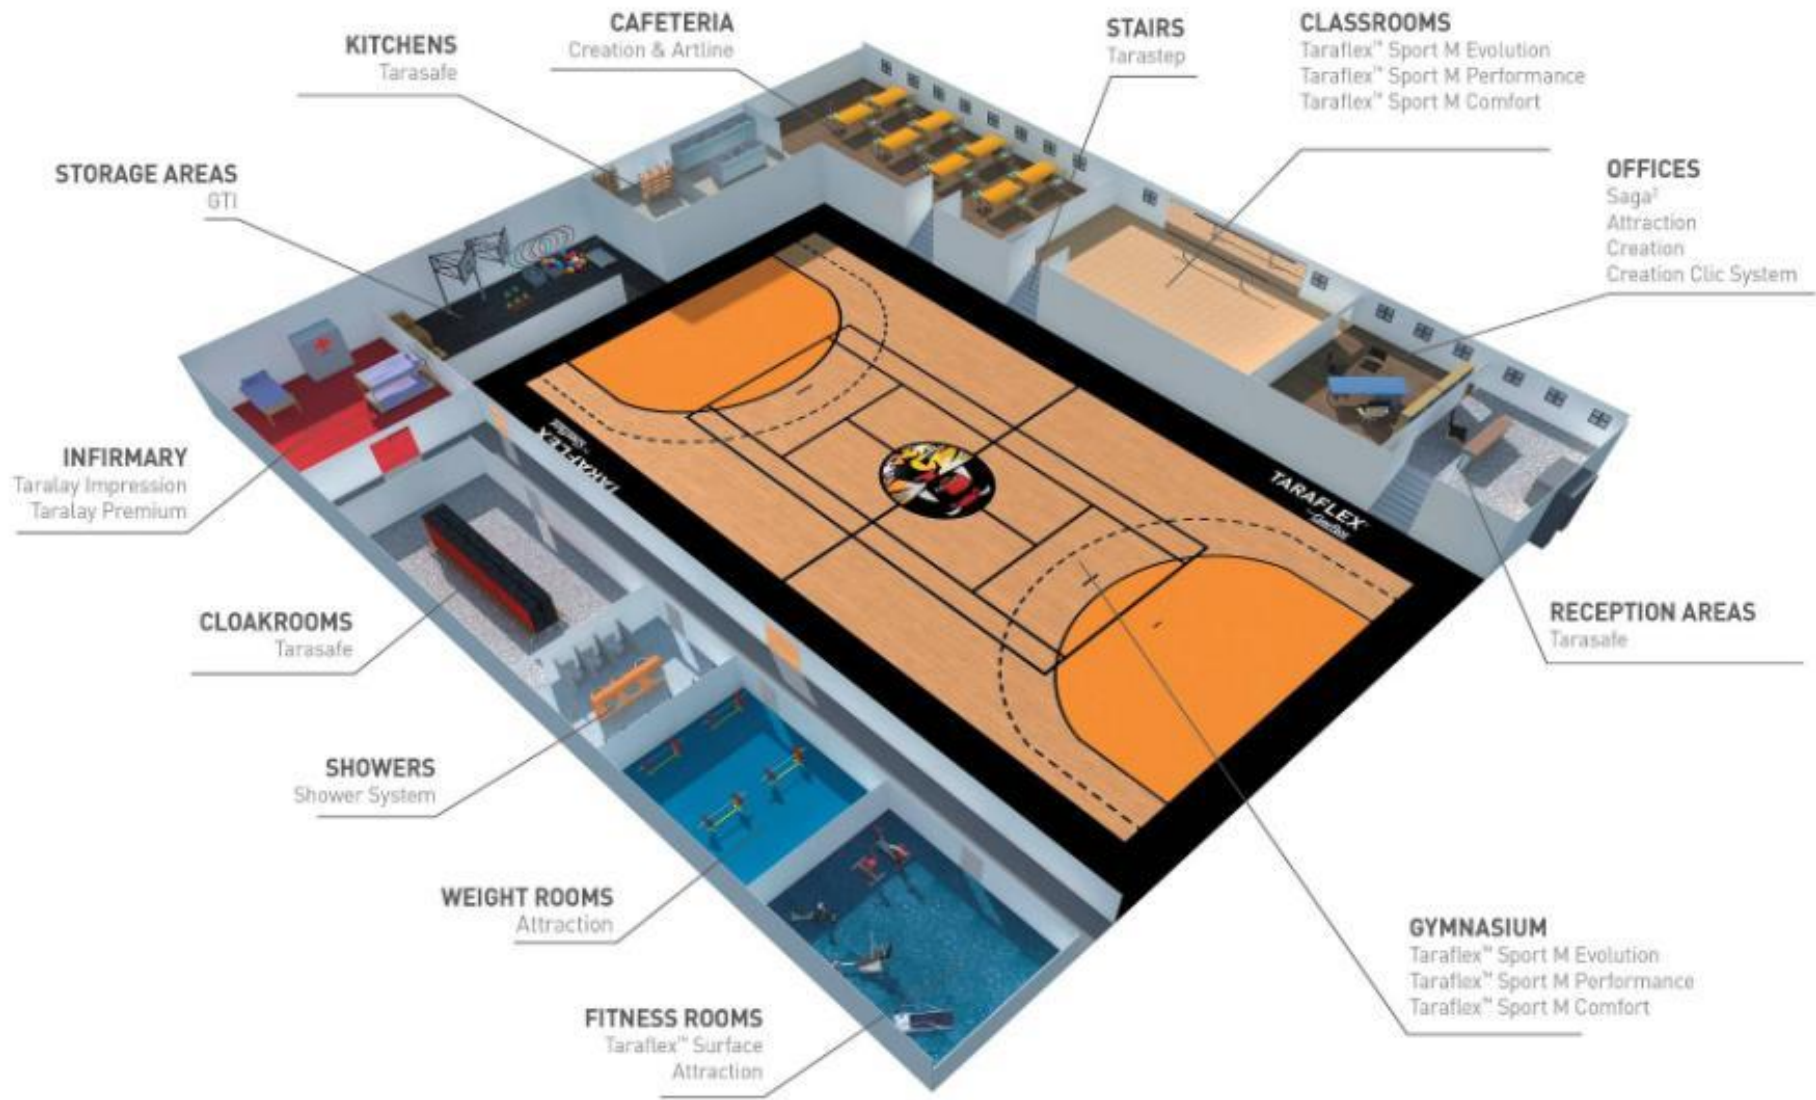 CAFETERIA
Creation & Artline
KITCHENS
Tarasafe
STAIRS
Tarastep
CLASSROOMS
Taraflex™ Sport M Evolution
Taraflex™ Sport M Performance
Taraflex™ Sport M Comfort
STORAGE AREAS
GTI
OFFICES
Saga²
Attraction
Creation
Creation Clic System
INFIRMARY
Taralay Impression
Taralay Premium
TARAFLEX
TARAFLEX
CLOAKROOMS
Tarasafe
RECEPTION AREAS
Tarasafe
SHOWERS
Shower System
WEIGHT ROOMS
Attraction
GYMNASIUM
Taraflex™ Sport M Evolution
Taraflex™ Sport M Performance
Taraflex™ Sport M Comfort
FITNESS ROOMS
Taraflex™ Surface
Attraction